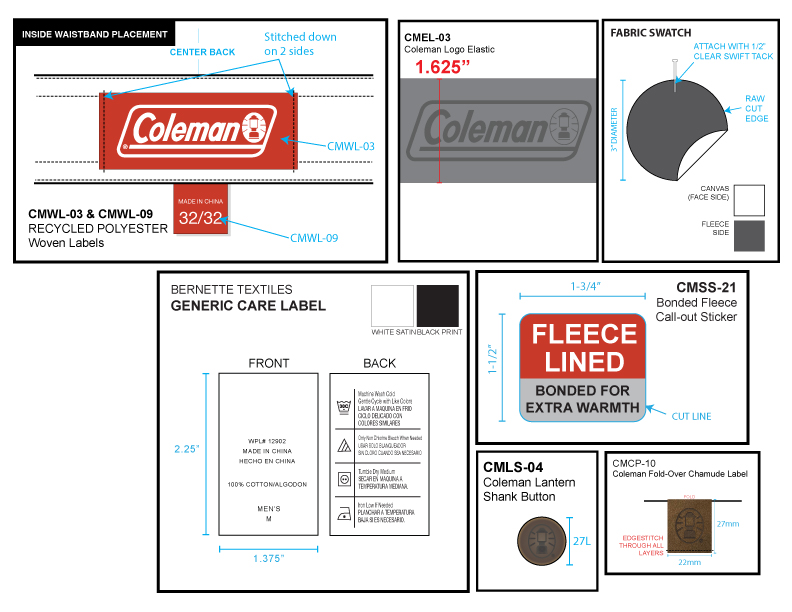 INSIDE WAISTBAND PLACEMENT
CENTER BACK
Stitched down
on 2 sides
Coleman
CMWL-03
MADE IN CHINA
32/32
CMWL-09
CMWL-03 & CMWL-09
RECYCLED POLYESTER
Woven Labels
CMEL-03
Coleman Logo Elastic
1.625”
Coleman
FABRIC SWATCH
ATTACH WITH 1/2"
CLEAR SWIFT TACK
RAW
CUT
EDGE
3" DIAMETER
CANVAS
(FACE SIDE)
FLEECE
SIDE
BERNETTE TEXTILES
GENERIC CARE LABEL
WHITE SATIN
BLACK PRINT
FRONT
BACK
2.25”
WPL# 12902
MADE IN CHINA
HECHO EN CHINA
100% COTTON/ALGODON
MEN'S
M
1.375”
Machine Wash Cold
Gentle Cycle with Like Colors
LAVAR A MAQUINA EN FRIO
CICLO DELICADO CON
COLORES SIMILARES
Only Non Chlorine Bleach When Needed
USAR SOLO BLANQUEADOR
SIN CLORO CUANDO SEA NECESARIO
Tumble Dry Medium
SECAR EN MAQUINA A
TEMPERATURA MEDIANA.
Iron Low If Needed
PLANCHAR A TEMPERATURA
BAJA SI ES NECESARIO.
CMSS-21
Bonded Fleece
Call-out Sticker
1-3/4”
1-1/2”
FLEECE
LINED
BONDED FOR
EXTRA WARMTH
CUT LINE
CMLS-04
Coleman Lantern
Shank Button
27L
CMCP-10
Coleman Fold-Over Chamude Label
FOLD
27mm
EDGESTITCH
THROUGH ALL
LAYERS
22mm